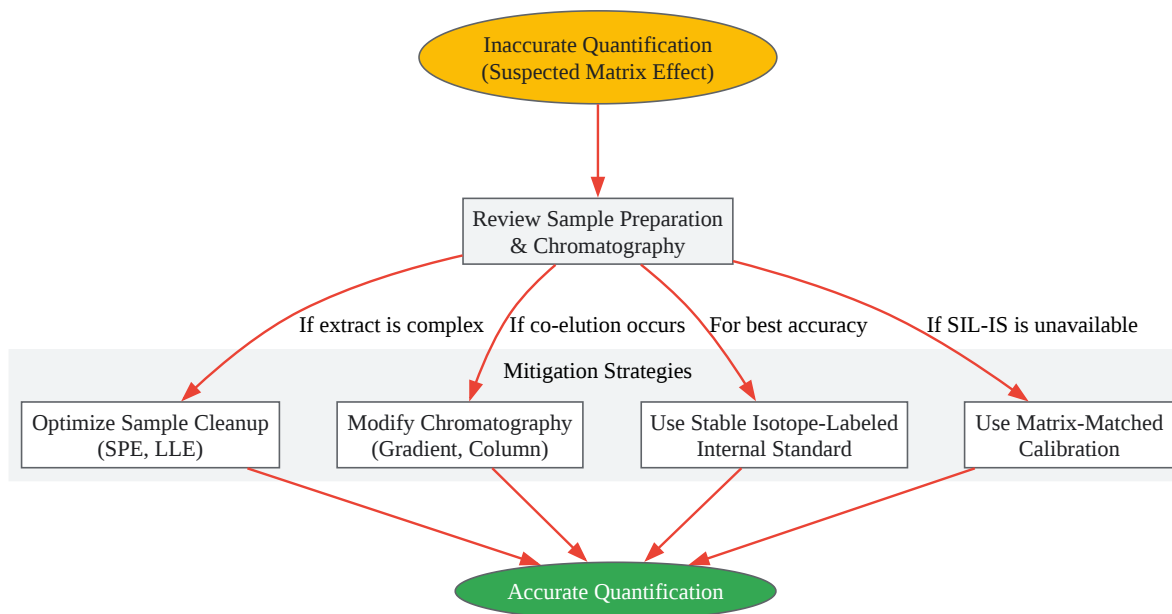 Inaccurate Quantification
(Suspected Matrix Effect)
Review Sample Preparation
& Chromatography
If extract is complex
If co-elution occurs
For best accuracy
If SIL-IS is unavailable
Mitigation Strategies
Optimize Sample Cleanup
(SPE, LLE)
Modify Chromatography
(Gradient, Column)
Use Stable Isotope-Labeled
Internal Standard
Use Matrix-Matched
Calibration
Accurate Quantification